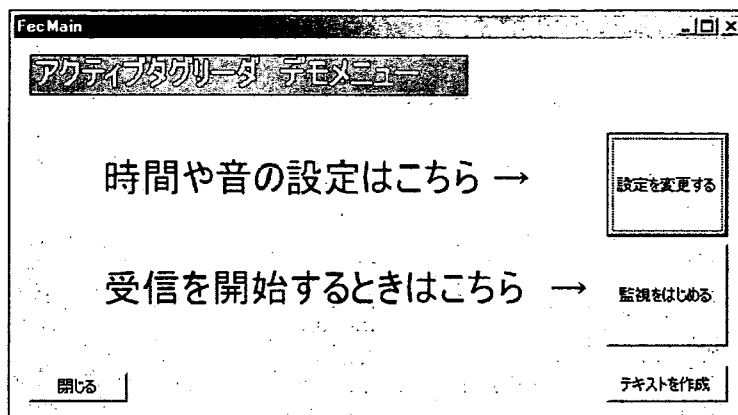 FecMain
アクティブタグリーダ デモメニュー
時間や音の設定はこちら →
設定を変更する
受信を開始するときはこちら →
監視をはじめる
閉じる
テキストを作成